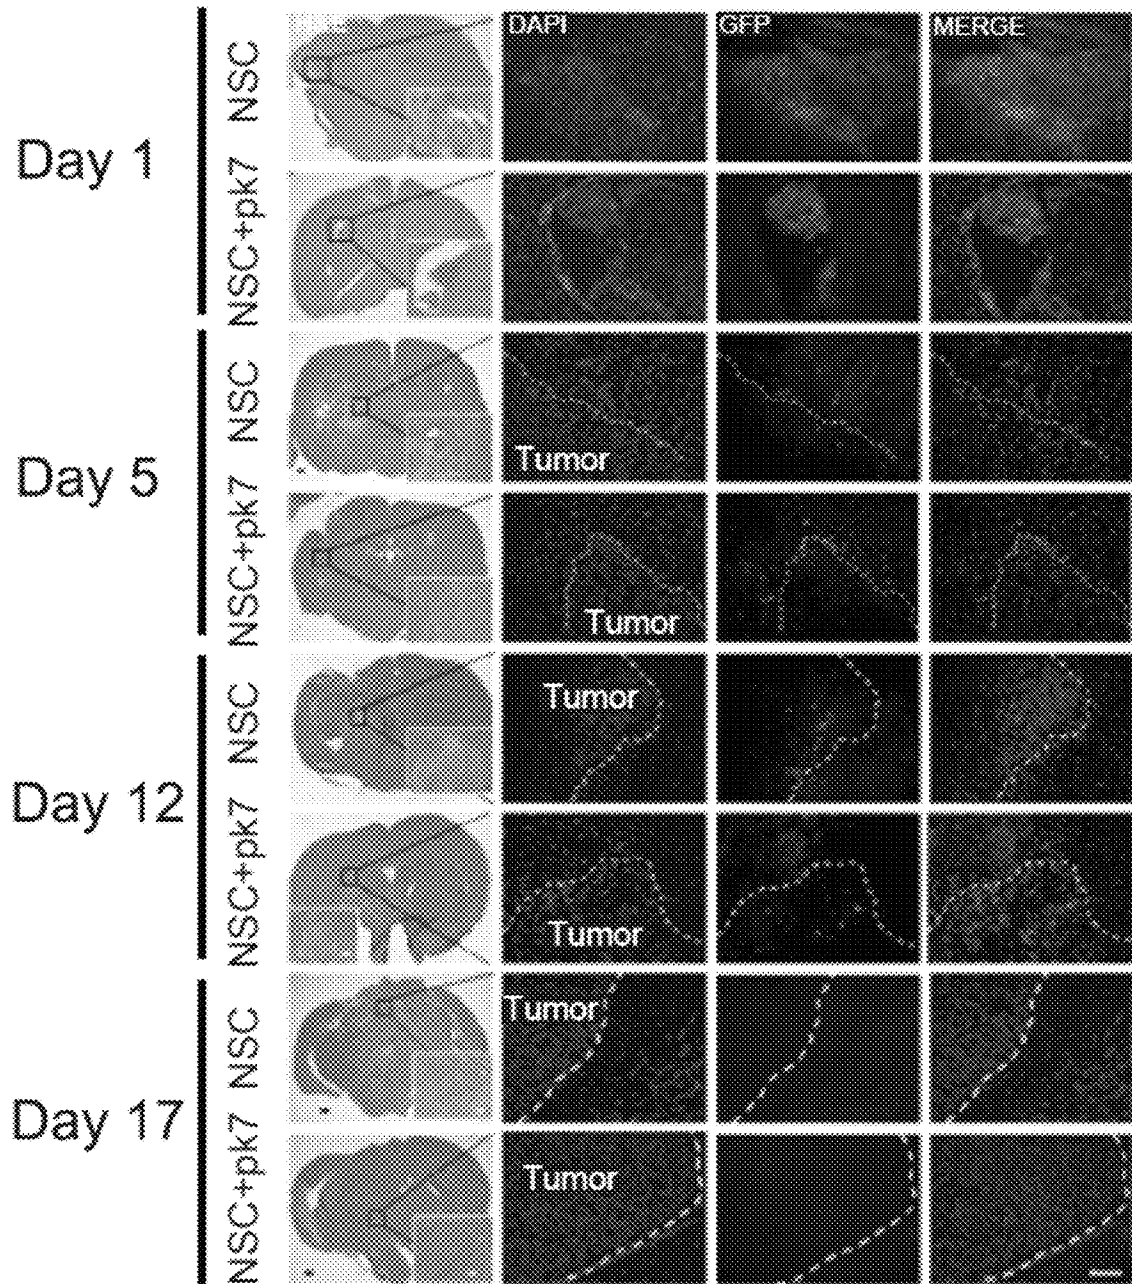 DAPI GFP MERGE
Day 1
NSC
NSC+pk7
Day 5
NSC
Tumor
NSC+pk7
Tumor
Day 12
NSC
Tumor
NSC+pk7
Tumor
Day 17
NSC
Tumor
NSC+pk7
Tumor